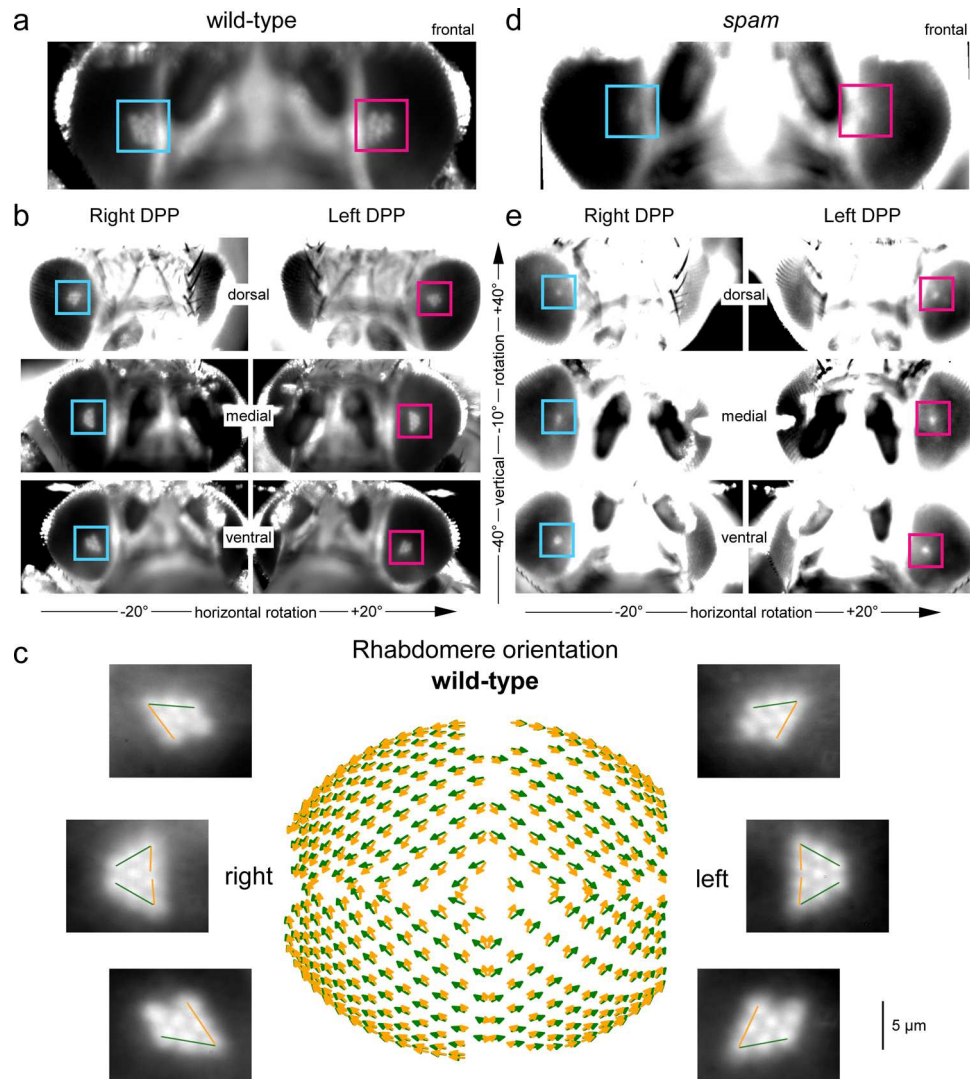 a
wild-type
frontal
b
Right DPP
Left DPP
dorsal
medial
ventral
-20° horizontal rotation +20°
-40° vertical -10° rotation +40°
d
spam
frontal
e
Right DPP
Left DPP
dorsal
medial
ventral
-20° horizontal rotation +20°
c
Rhabdomere orientation
wild-type
right
left
5 µm